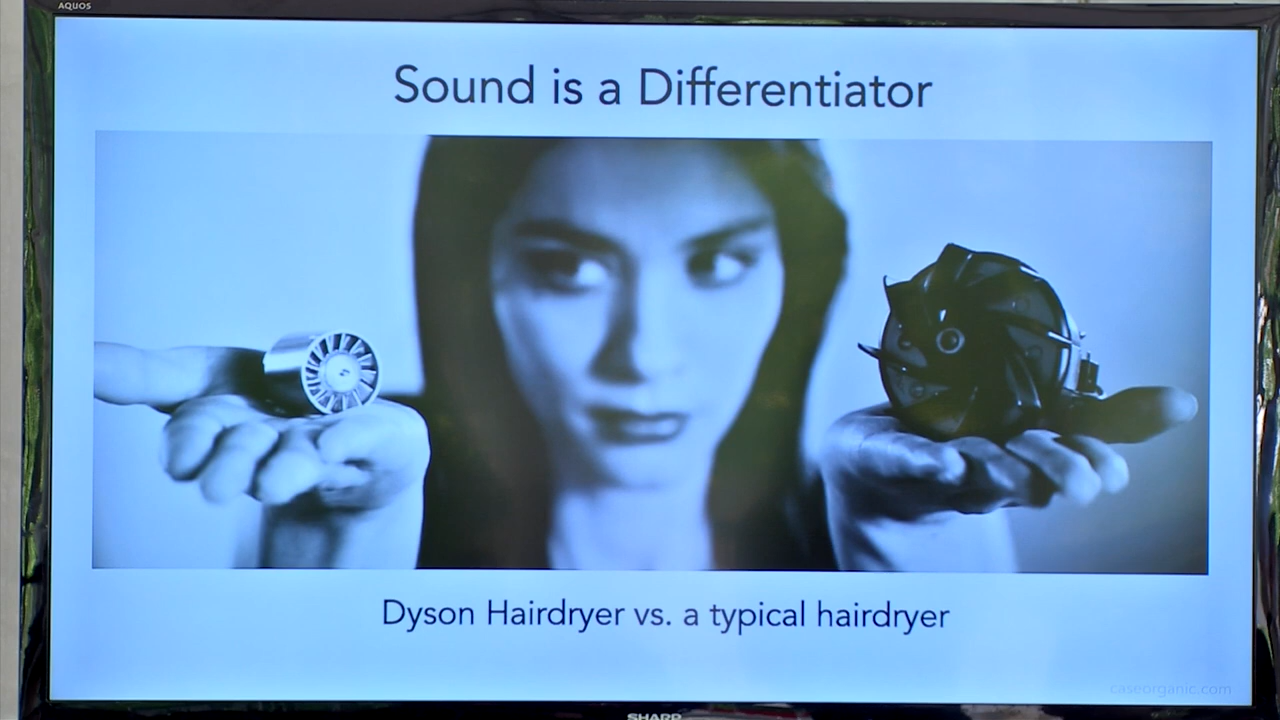 AQUOS
Sound is a Differentiator
Dyson Hairdryer vs. a typical hairdryer
caseorganic.com
SHARP